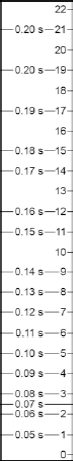 22
0.20 s 21
20
0.20 s 19
18
0.19 s 17
16
0.18 s 15
0.17 s 14
13
0.16 s 12
0.15 s 11
10
0.14 s 9
0.13 s 8
0.12 s 7
0.11 s 6
0.10 s 5
0.09 s 4
0.08 s 3
0.07 s
0.06 s 2
0.05 s 1
0